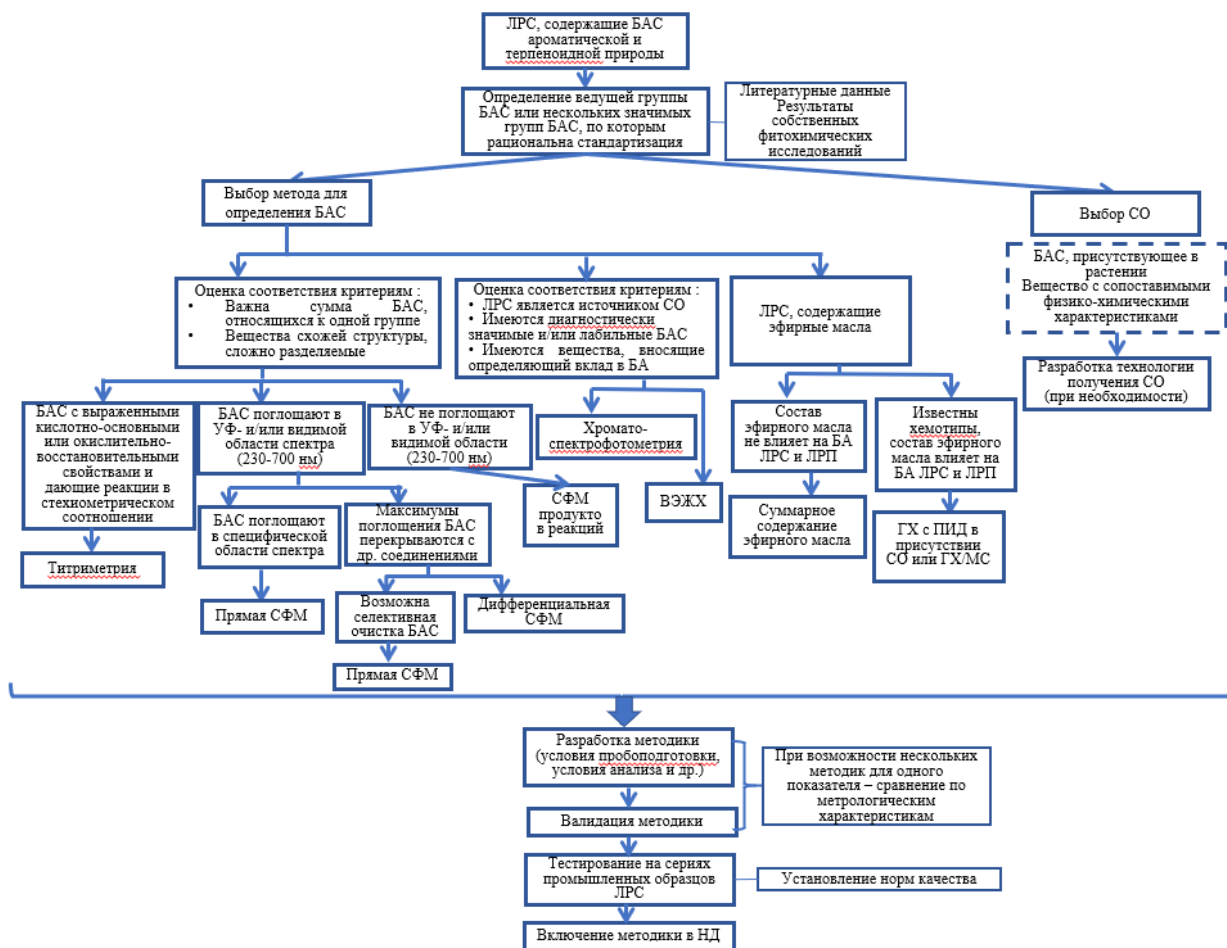 ЛРС, содержащие БАС
ароматической и
терпеноидной природы
Определение ведущей группы
БАС или нескольких значимых
групп БАС, по которым
рациональна стандартизация
Литературные данные
Результаты
собственных
фитохимических
исследований
Выбор метода для
определения БАС
Выбор СО
Оценка соответствия критериям :
• Важна сумма БАС,
относящихся к одной группе
• Вещества схожей структуры,
сложно разделяемые
Оценка соответствия критериям :
• ЛРС является источником СО
• Имеются диагностически
значимые и/или лабильные БАС
• Имеются вещества, вносящие
определяющий вклад в БА
ЛРС, содержащие
эфирные масла
БАС, присутствующее в
растении
Вещество с сопоставимыми
физико-химическими
характеристиками
Разработка технологии
получения СО
(при необходимости)
БАС с выраженными
кислотно-основными
или окислительно-
восстановительными
свойствами и
дающие реакции в
стехиометрическом
соотношении
БАС поглощают в
УФ- и/или видимой
области спектра
(230-700 нм)
БАС не поглощают
в УФ- и/или
видимой области
(230-700 нм)
Хромато-
спектрофотометрия
Состав
эфирного масла
не влияет на БА
ЛРС и ЛРП
Известны
хемотипы,
состав эфирного
масла влияет на
БА ЛРС и ЛРП
БАС поглощают
в специфической
области спектра
Максимумы
поглощения БАС
перекрываются с
др. соединениями
СФМ
продукто
в реакций
ВЭЖХ
Суммарное
содержание
эфирного масла
ГХ с ПИД в
присутствии
СО или ГХ/МС
Титриметрия
Прямая СФМ
Возможна
селективная
очистка БАС
Дифференциальная
СФМ
Прямая СФМ
Разработка методики
(условия пробоподготовки,
условия анализа и др.)
При возможности нескольких
методик для одного
показателя – сравнение по
метрологическим
характеристикам
Валидация методики
Тестирование на сериях
промышленных образцов
ЛРС
Установление норм качества
Включение методики в НД